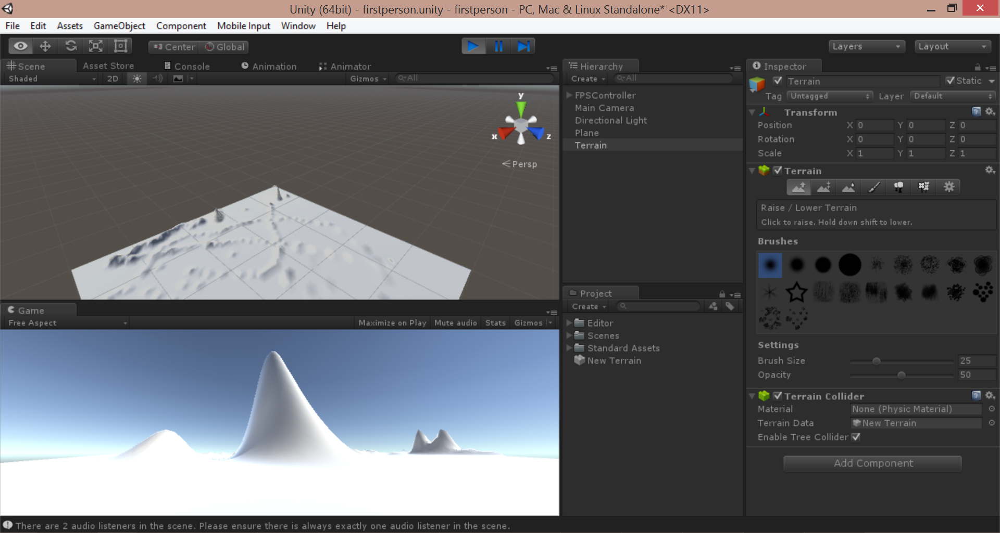 Unity (64bit) - firstperson.unity - firstperson - PC, Mac & Linux Standalone* <DX11>
File Edit Assets GameObject Component Mobile Input Window Help
Center Global Layers Layout
Scene Asset Store Console Animation Animator
Shaded 2D Gizmos All
y
x z
Persp
Game
Free Aspect Maximize on Play Mute audio Stats Gizmos
Hierarchy
Create All
FPSController
Main Camera
Directional Light
Plane
Terrain
Project
Create
Editor
Scenes
Standard Assets
New Terrain
Inspector
Terrain Static
Tag Untagged Layer Default
Transform
Position X 0 Y 0 Z 0
Rotation X 0 Y 0 Z 0
Scale X 1 Y 1 Z 1
Terrain
Raise / Lower Terrain
Click to raise. Hold down shift to lower.
Brushes
Settings
Brush Size 25
Opacity 50
Terrain Collider
Material None (Physic Material)
Terrain Data New Terrain
Enable Tree Collider
Add Component
There are 2 audio listeners in the scene. Please ensure there is always exactly one audio listener in the scene.